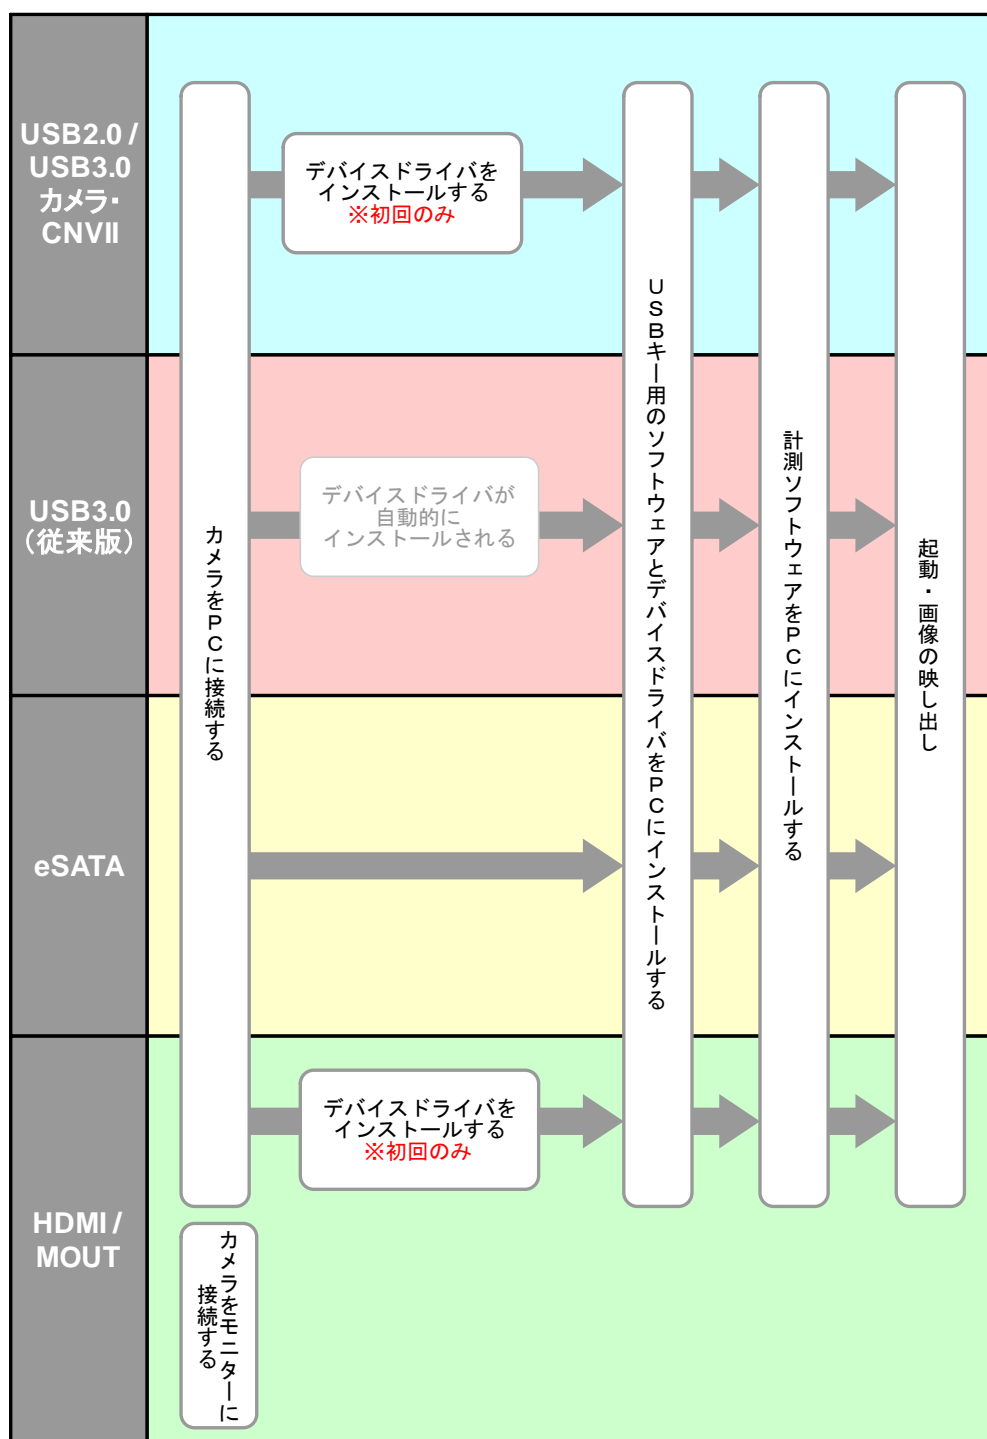 USB2.0 /
USB3.0
カメラ・
CNVII
カメラをPCに接続する
デバイスドライバを
インストールする
※初回のみ
USBキー用のソフトウェアとデバイスドライバをPCにインストールする
計測ソフトウェアをPCにインストールする
起動・画像の映し出し
USB3.0
（従来版）
デバイスドライバが
自動的に
インストールされる
eSATA
HDMI /
MOUT
デバイスドライバを
インストールする
※初回のみ
カメラをモニターに
接続する